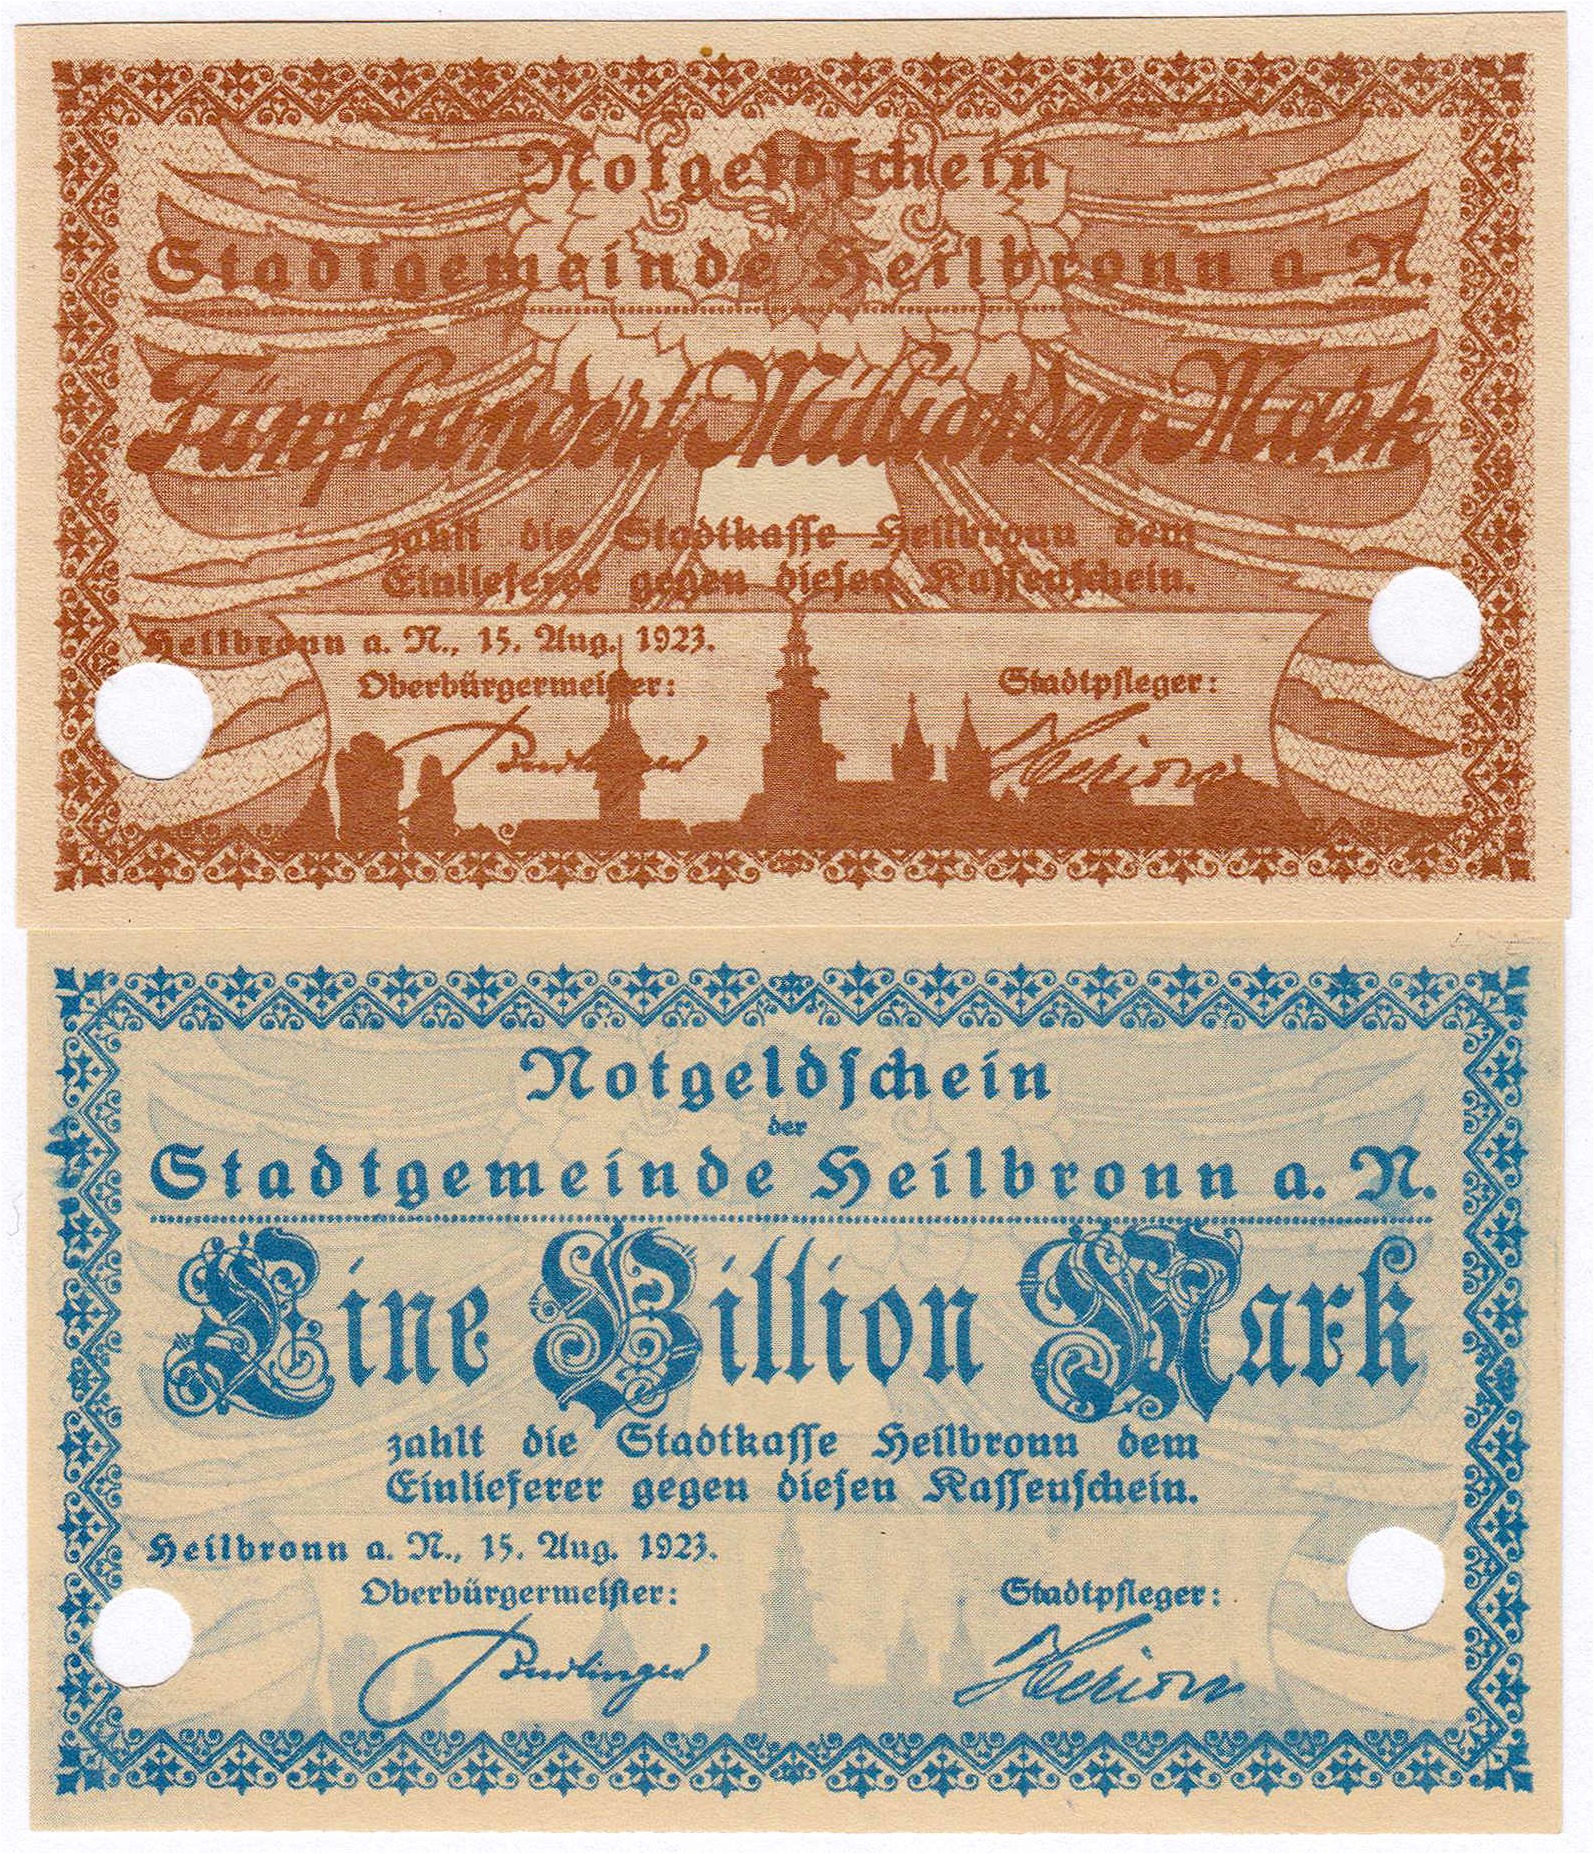 Notgeldschein
Stadtgemeinde Heilbronn a. N.
Fünfhundert Milliarden Mark
zahlt die Stadtkasse Heilbronn dem
Einlieferer gegen diesen Kassenschein.
Heilbronn a. N., 15. Aug. 1923.
Oberbürgermeister: Stadtpfleger:
Notgeldschein
der
Stadtgemeinde Heilbronn a. N.
Eine Billion Mark
zahlt die Stadtkasse Heilbronn dem
Einlieferer gegen diesen Kassenschein.
Heilbronn a. N., 15. Aug. 1923.
Oberbürgermeister: Stadtpfleger: